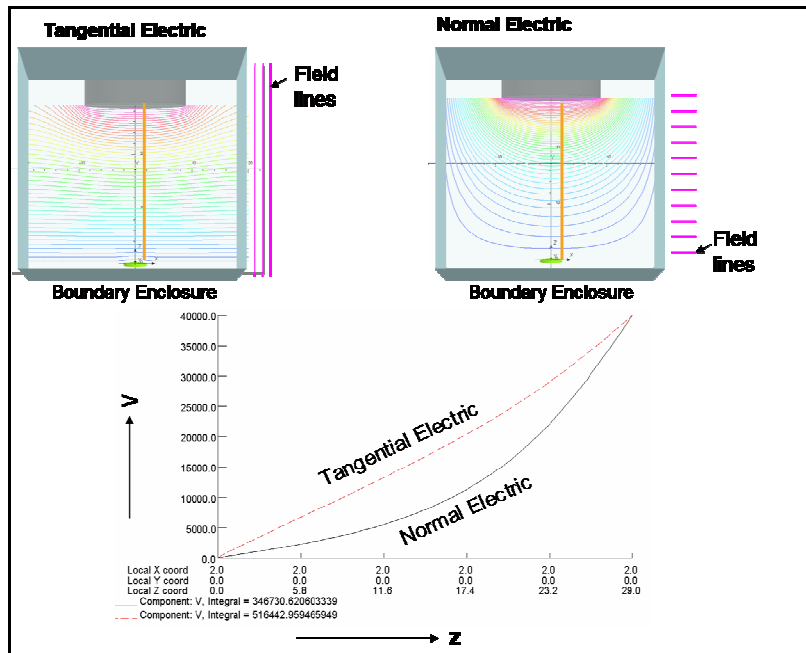 Tangential Electric
Normal Electric
Field
lines
Field
lines
Boundary Enclosure
Boundary Enclosure
40000.0
35000.0
30000.0
25000.0
20000.0
15000.0
10000.0
5000.0
0.0
V
Tangential Electric
Normal Electric
Local X coord 2.0 2.0 2.0 2.0
Local Y coord 0.0 0.0 0.0 0.0 0.0 0.0
Local Z coord 0.0 5.8 11.6 17.4 23.2 29.0
Component: V, Integral = 346730.620603339
Component: V, Integral = 516442.959465949
z